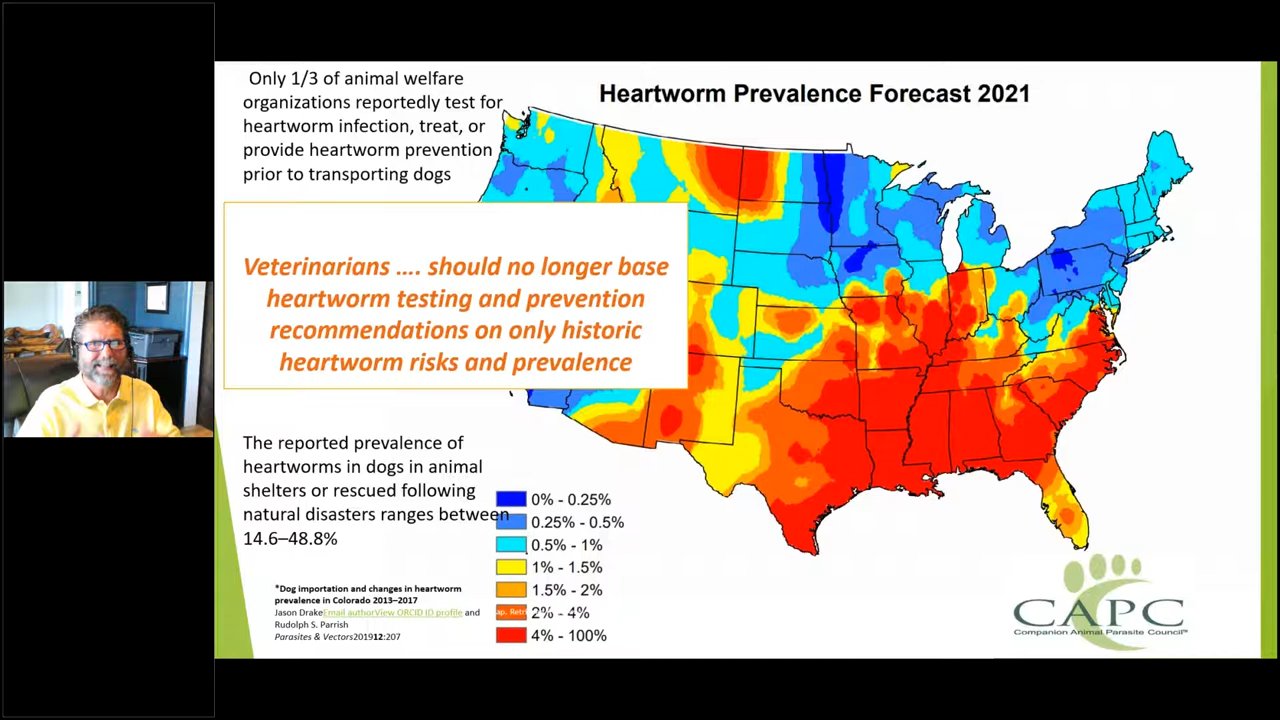 Only 1/3 of animal welfare
organizations reportedly test for
heartworm infection, treat, or
provide heartworm prevention
prior to transporting dogs
Heartworm Prevalence Forecast 2021
Veterinarians …. should no longer base
heartworm testing and prevention
recommendations on only historic
heartworm risks and prevalence
The reported prevalence of
heartworms in dogs in animal
shelters or rescued following
natural disasters ranges between
14.6–48.8%
*Dog importation and changes in heartworm
prevalence in Colorado 2013–2017
Jason DrakeEmail authorView ORCID ID profile and
Rudolph S. Parrish
Parasites & Vectors201912:207
0% - 0.25%
0.25% - 0.5%
0.5% - 1%
1% - 1.5%
1.5% - 2%
2% - 4%
4% - 100%
CAPC
Companion Animal Parasite Council